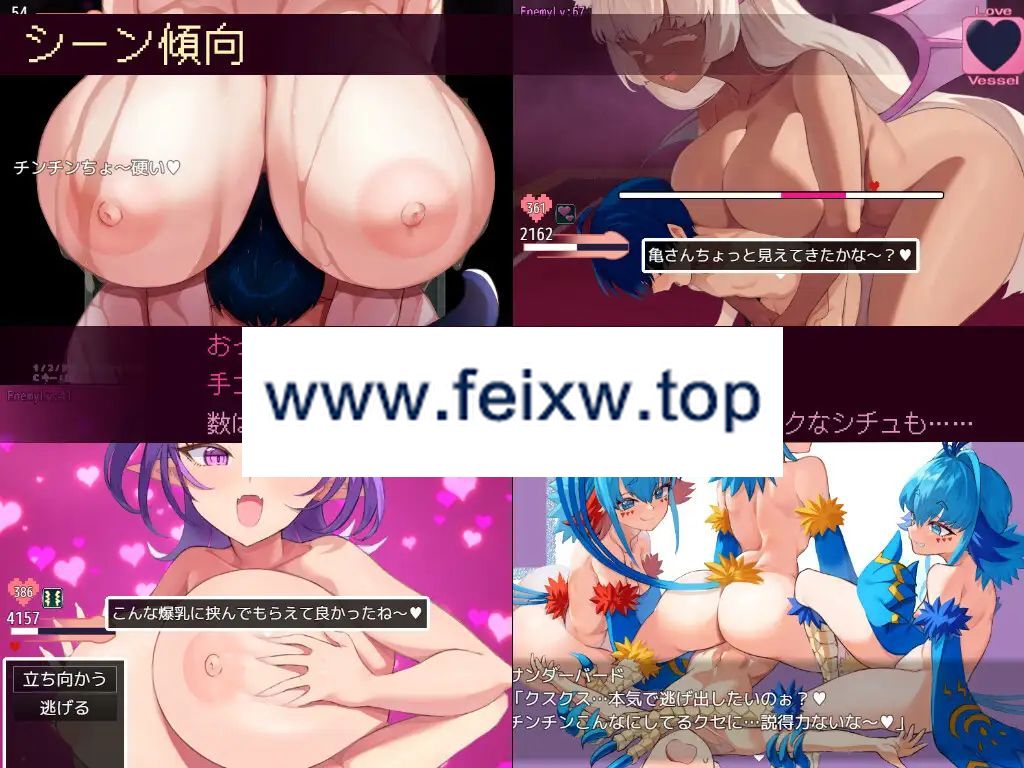 54
EnemyLv:67
Love
シーン傾向
Vessel
チンチンちょ〜硬い♡
361
2162
亀さんちょっと見えてきたかな〜？♥
おっ
EnemyLv:41
手コ
www.feixw.top
数は
クなシチュも……
386
4157
こんな爆乳に挟んでもらえて良かったね〜♥
立ち向かう
逃げる
サンダーバード
「クスクス…本気で逃げ出したいのぉ？♥
チンチンこんなにしてるクセに…説得力ないな〜♥」